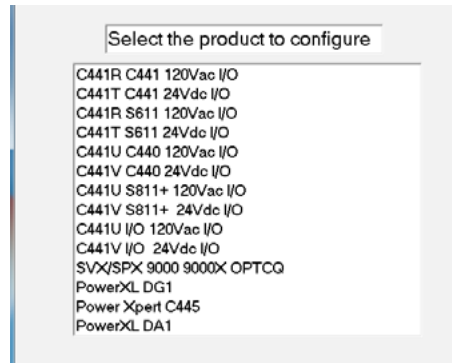 Select the product to configure
C441R C441 120Vac I/O
C441T C441 24Vdc I/O
C441R S611 120Vac I/O
C441T S611 24Vdc I/O
C441U C440 120Vac I/O
C441V C440 24Vdc I/O
C441U S811+ 120Vac I/O
C441V S811+  24Vdc I/O
C441U I/O 120Vac I/O
C441V I/O  24Vdc I/O
SVX/SPX 9000 9000X OPTCQ
PowerXL DG1
Power Xpert C445
PowerXL DA1